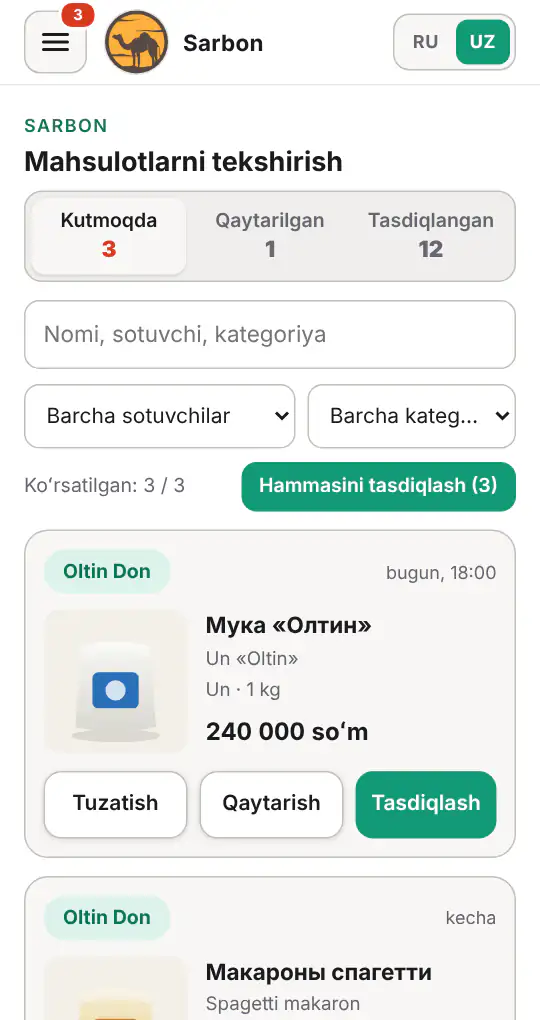 3
Sarbon
RU UZ
SARBON
Mahsulotlarni tekshirish
Kutmoqda Qaytarilgan Tasdiqlangan
3 1 12
Nomi, sotuvchi, kategoriya
Barcha sotuvchilar Barcha kateg...
Koʻrsatilgan: 3 / 3 Hammasini tasdiqlash (3)
Oltin Don bugun, 18:00
Мука «Олтин»
Un «Oltin»
Un · 1 kg
240 000 soʻm
Tuzatish Qaytarish Tasdiqlash
Oltin Don kecha
Макароны спагетти
Spagetti makaron